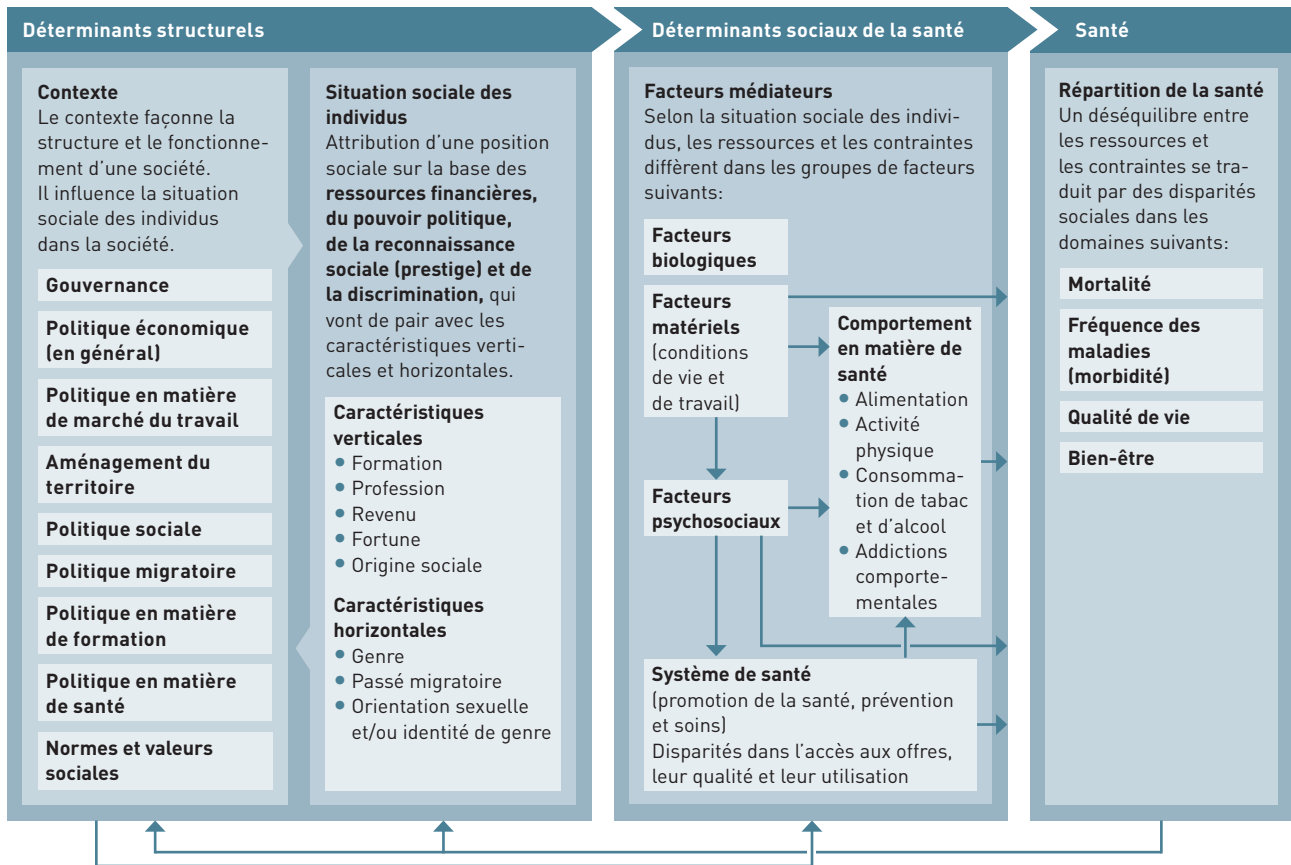 Déterminants structurels
Contexte
Le contexte façonne la
structure et le fonctionne-
ment d'une société.
Il influence la situation
sociale des individus
dans la société.
Gouvernance
Politique économique
(en général)
Politique en matière
de marché du travail
Aménagement du
territoire
Politique sociale
Politique migratoire
Politique en matière
de formation
Politique en matière
de santé
Normes et valeurs
sociales
Situation sociale des
individus
Attribution d'une position
sociale sur la base des
ressources financières,
du pouvoir politique,
de la reconnaissance
sociale (prestige) et de
la discrimination, qui
vont de pair avec les
caractéristiques verti-
cales et horizontales.
Caractéristiques
verticales
• Formation
• Profession
• Revenu
• Fortune
• Origine sociale
Caractéristiques
horizontales
• Genre
• Passé migratoire
• Orientation sexuelle
et/ou identité de genre
Déterminants sociaux de la santé
Facteurs médiateurs
Selon la situation sociale des indivi-
dus, les ressources et les contraintes
diffèrent dans les groupes de facteurs
suivants:
Facteurs
biologiques
Facteurs
matériels
(conditions
de vie et
de travail)
Facteurs
psychosociaux
Comportement
en matière de
santé
• Alimentation
• Activité
physique
• Consomma-
tion de tabac
et d'alcool
• Addictions
comporte-
mentales
Système de santé
(promotion de la santé, prévention
et soins)
Disparités dans l'accès aux offres,
leur qualité et leur utilisation
Santé
Répartition de la santé
Un déséquilibre entre
les ressources et
les contraintes se tra-
duit par des disparités
sociales dans les
domaines suivants:
Mortalité
Fréquence des
maladies
(morbidité)
Qualité de vie
Bien-être